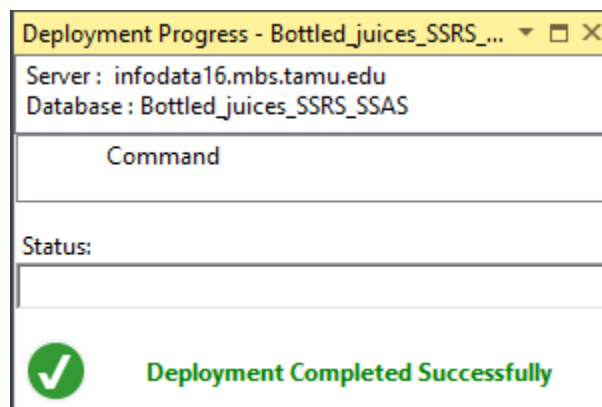 Deployment Progress - Bottled_juices_SSRS_...
Server : infodata16.mbs.tamu.edu
Database : Bottled_juices_SSRS_SSAS
Command
Status:
Deployment Completed Successfully